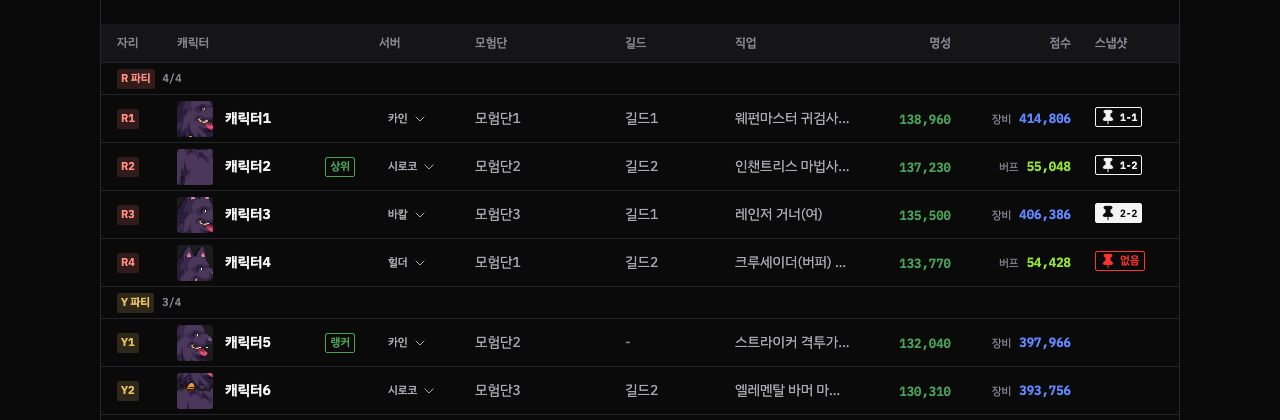 자리 캐릭터 서버 모험단 길드 직업 명성 점수 스냅샷
R 파티 4/4
R1 캐릭터1 카인 모험단1 길드1 웨펀마스터 귀검사... 138,960 장비 414,806 1-1
R2 캐릭터2 상위 시로코 모험단2 길드2 인챈트리스 마법사... 137,230 버프 55,048 1-2
R3 캐릭터3 바칼 모험단3 길드1 레인저 거너(여) 135,500 장비 406,386 2-2
R4 캐릭터4 힐더 모험단1 길드2 크루세이더(버퍼) ... 133,770 버프 54,428 없음
Y 파티 3/4
Y1 캐릭터5 랭커 카인 모험단2 - 스트라이커 격투가... 132,040 장비 397,966
Y2 캐릭터6 시로코 모험단3 길드2 엘레멘탈 바머 마... 130,310 장비 393,756